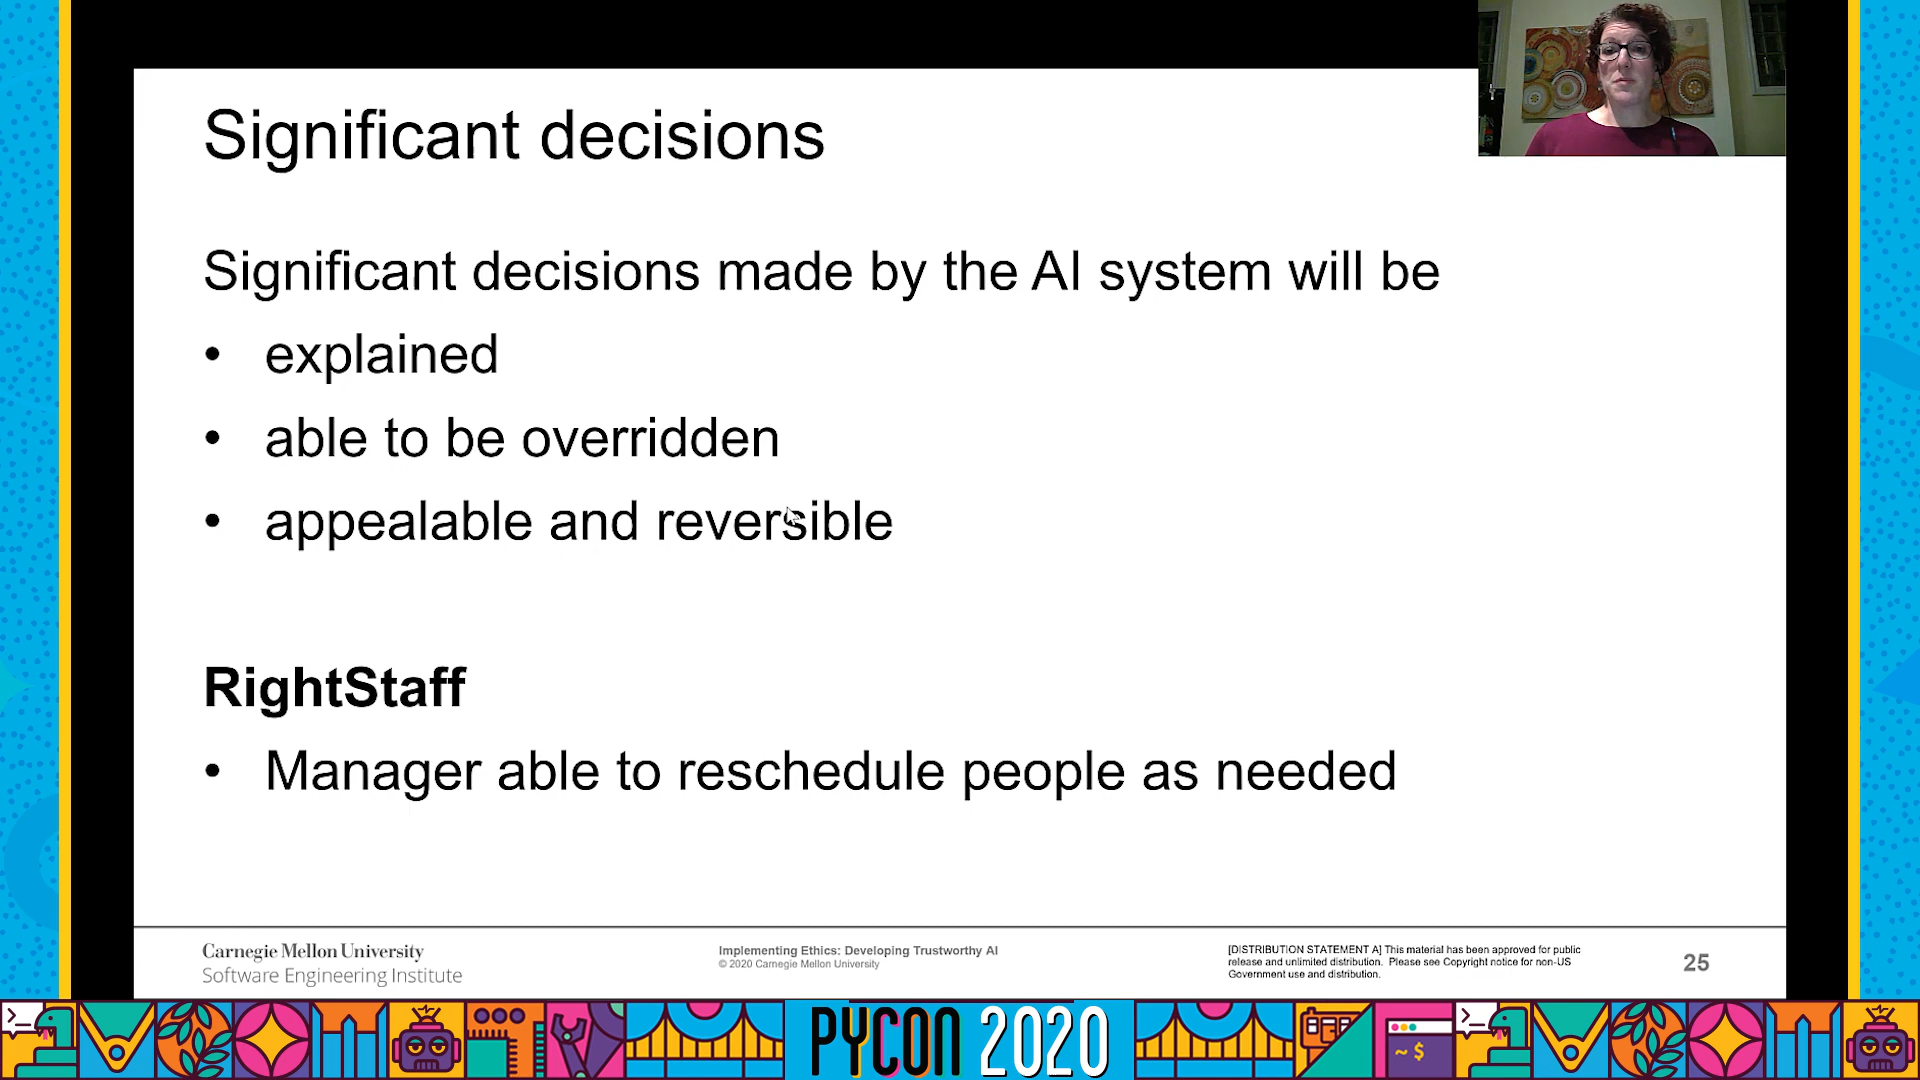 Significant decisions
Significant decisions made by the AI system will be
• explained
• able to be overridden
• appealable and reversible
RightStaff
• Manager able to reschedule people as needed
Carnegie Mellon University
Software Engineering Institute
Implementing Ethics: Developing Trustworthy AI
© 2020 Carnegie Mellon University
[DISTRIBUTION STATEMENT A] This material has been approved for public
release and unlimited distribution. Please see Copyright notice for non-US
Government use and distribution.
25
PYCON 2020
~ $